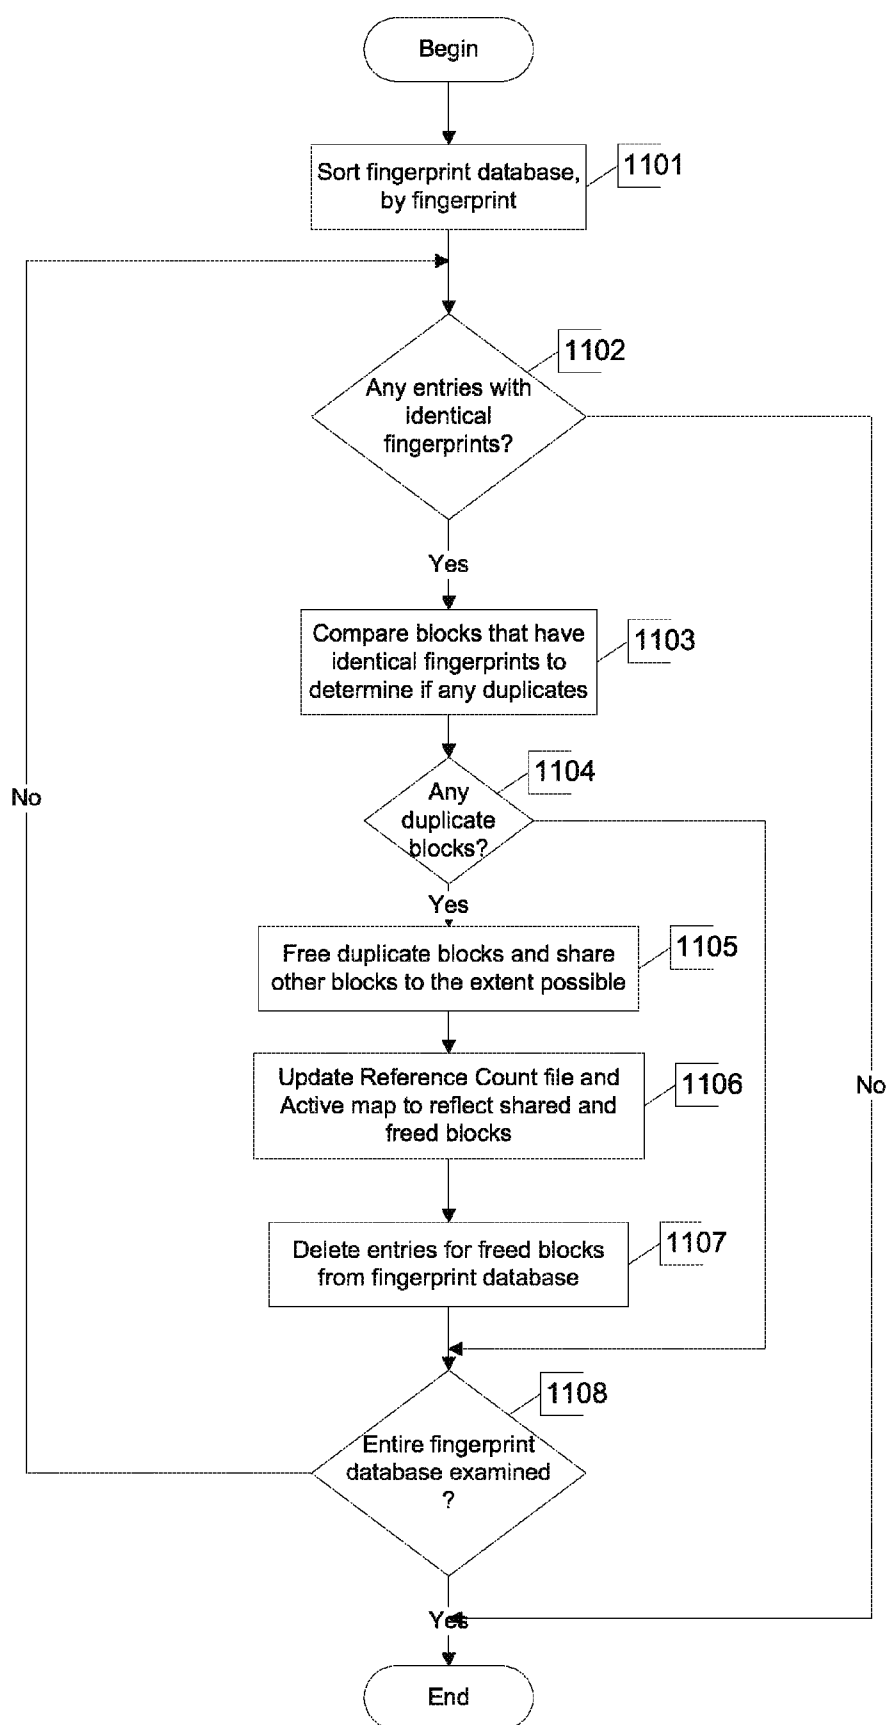 Begin
Sort fingerprint database,
by fingerprint
1101
Any entries with
identical
fingerprints?
1102
Yes
Compare blocks that have
identical fingerprints to
determine if any duplicates
1103
Any
duplicate
blocks?
1104
No
Yes
Free duplicate blocks and share
other blocks to the extent possible
1105
Update Reference Count file and
Active map to reflect shared and
freed blocks
1106
No
Delete entries for freed blocks
from fingerprint database
1107
Entire fingerprint
database examined
?
1108
Yes
End